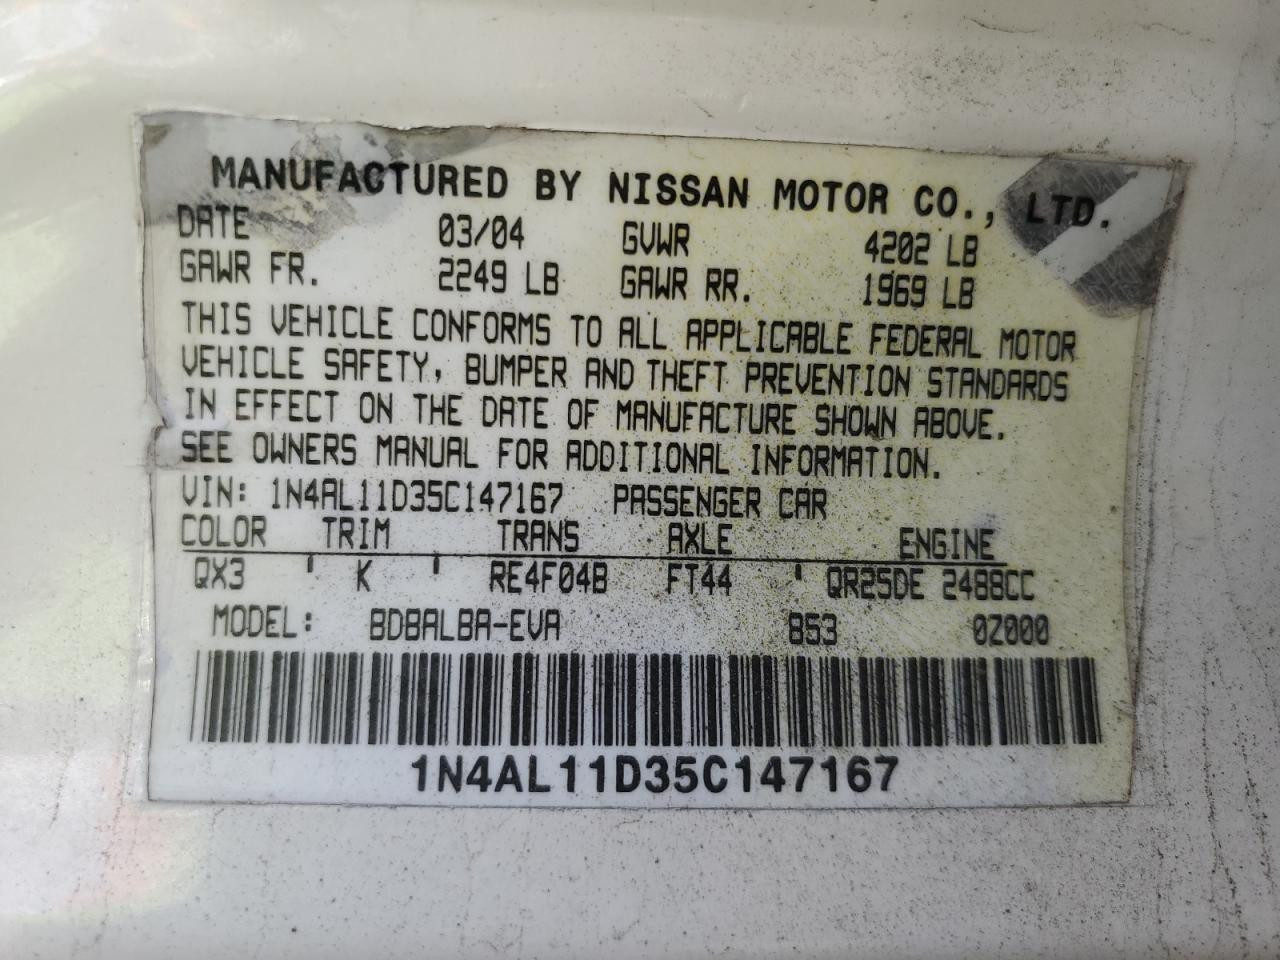 MANUFACTURED BY NISSAN MOTOR CO., LTD.
DATE 03/04 GVWR 4202 LB
GAWR FR. 2249 LB GAWR RR. 1969 LB
THIS VEHICLE CONFORMS TO ALL APPLICABLE FEDERAL MOTOR
VEHICLE SAFETY, BUMPER AND THEFT PREVENTION STANDARDS
IN EFFECT ON THE DATE OF MANUFACTURE SHOWN ABOVE.
SEE OWNERS MANUAL FOR ADDITIONAL INFORMATION.
VIN: 1N4AL11D35C147167 PASSENGER CAR
COLOR TRIM TRANS AXLE ENGINE
QX3 ' K ' RE4F04B FT44 ' QR25DE 2488CC
MODEL: BDBALBA-EVA B53 0Z000
1N4AL11D35C147167